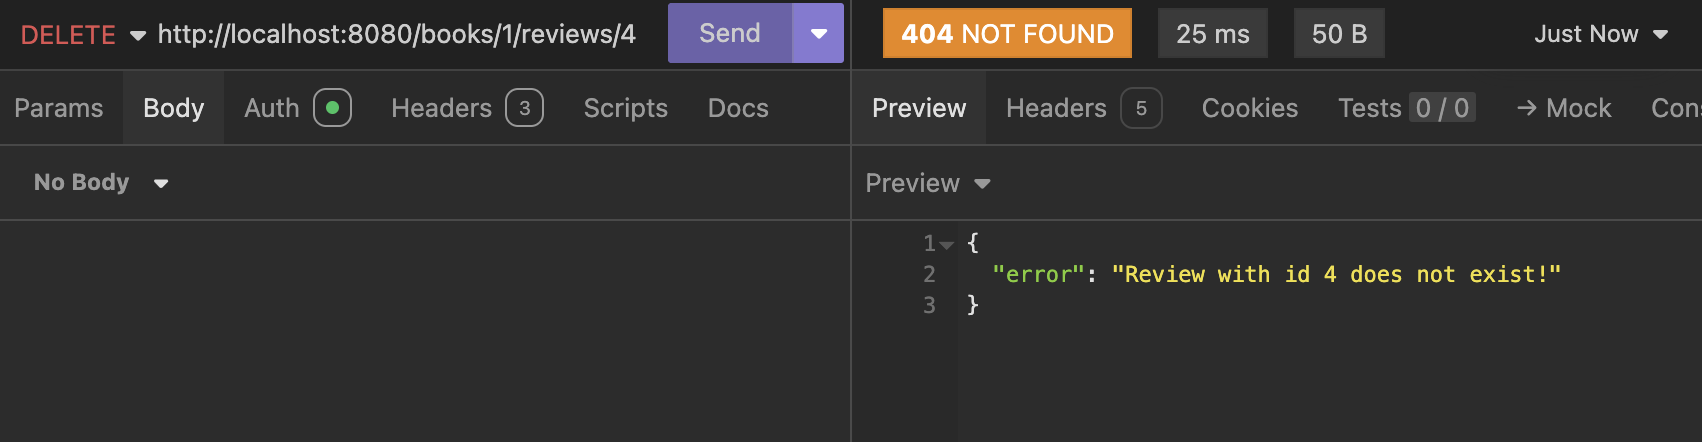 DELETE http://localhost:8080/books/1/reviews/4 Send
404 NOT FOUND 25 ms 50 B Just Now
Params Body Auth Headers 3 Scripts Docs
Preview Headers 5 Cookies Tests 0 / 0 → Mock Cons
No Body
Preview
1 {
2 "error": "Review with id 4 does not exist!"
3 }